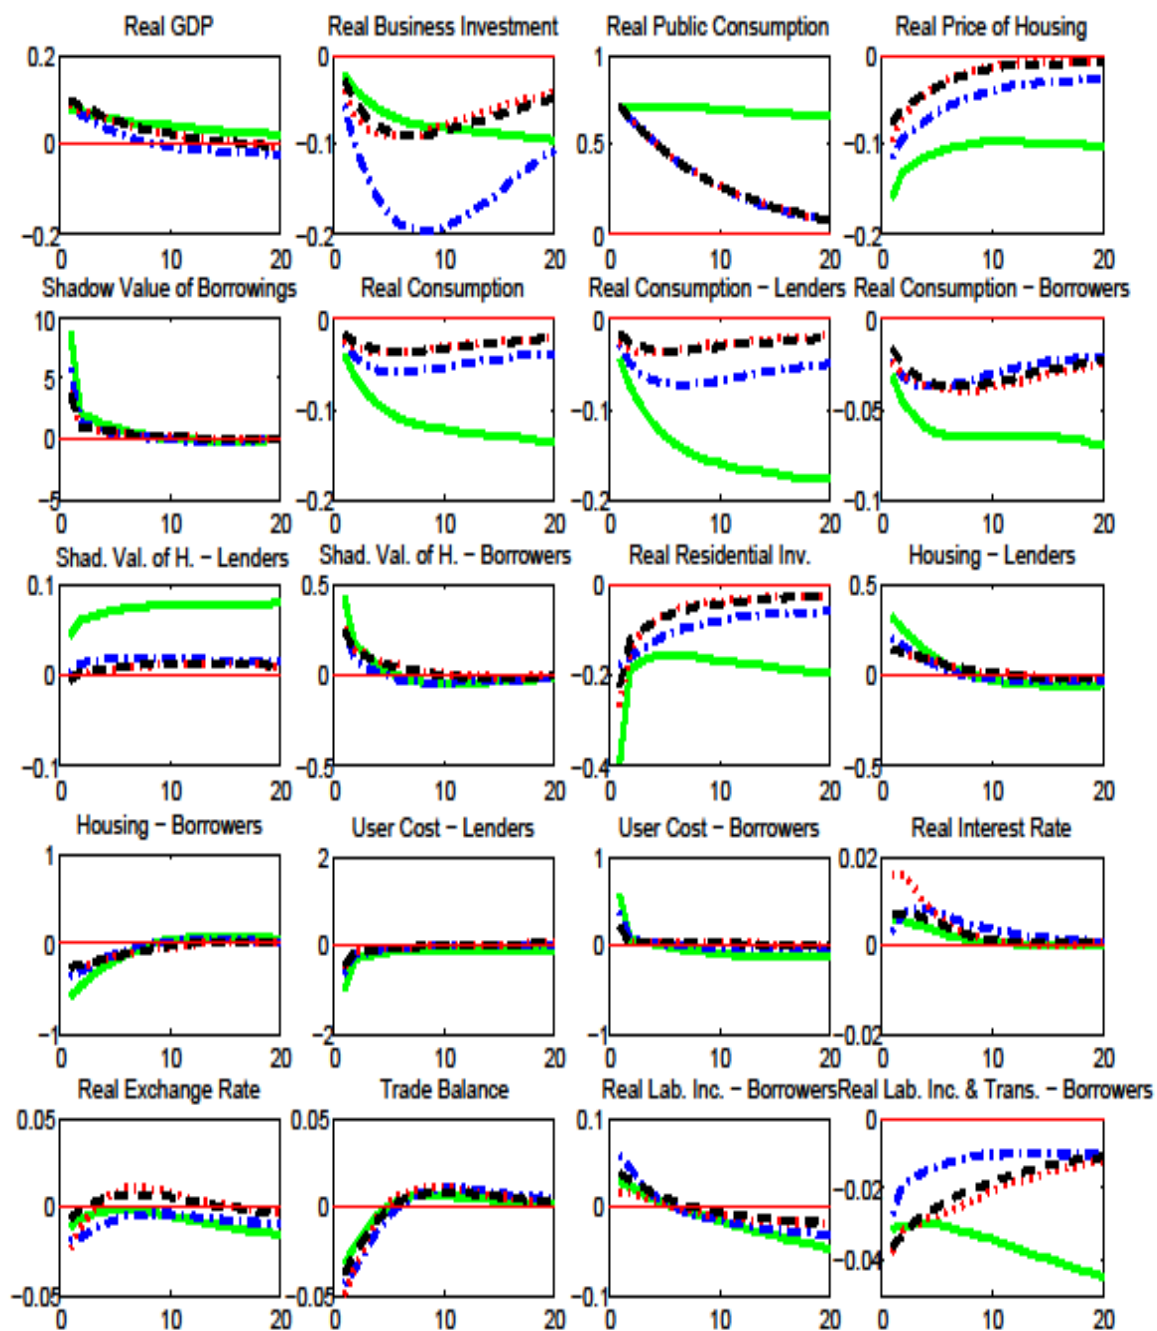 Real GDP Real Business Investment Real Public Consumption Real Price of Housing
0.2 0 1 0
0 −0.1 0.5 −0.1
−0.2 −0.2 0 −0.2
0 10 20 0 10 20 0 10 20 0 10 20
Shadow Value of Borrowings Real Consumption Real Consumption − Lenders Real Consumption − Borrowers
10 0 0 0
5 −0.1 −0.1 −0.05
0
−5 −0.2 −0.2 −0.1
0 10 20 0 10 20 0 10 20 0 10 20
Shad. Val. of H. − Lenders Shad. Val. of H. − Borrowers Real Residential Inv. Housing − Lenders
0.1 0.5 0 0.5
0 0 −0.2 0
−0.1 −0.5 −0.4 −0.5
0 10 20 0 10 20 0 10 20 0 10 20
Housing − Borrowers User Cost − Lenders User Cost − Borrowers Real Interest Rate
1 2 1 0.02
0 0 0 0
−1 −2 −1 −0.02
0 10 20 0 10 20 0 10 20 0 10 20
Real Exchange Rate Trade Balance Real Lab. Inc. − Borrowers Real Lab. Inc. & Trans. − Borrowers
0.05 0.05 0.1 0
0 0 0 −0.02
−0.04
−0.05 −0.05 −0.1
0 10 20 0 10 20 0 10 20 0 10 20